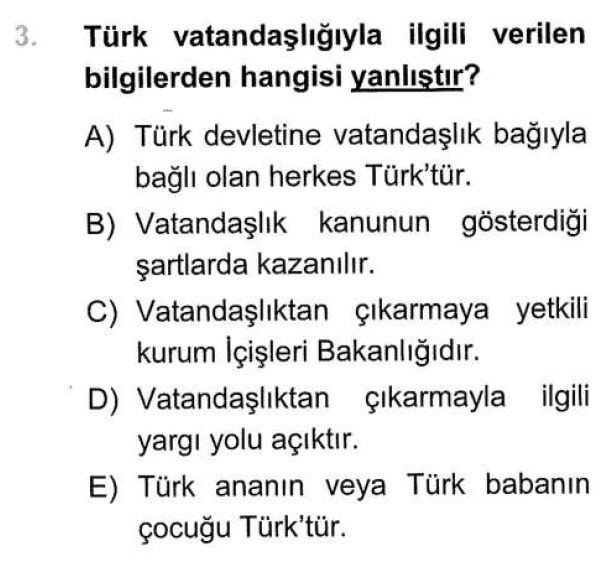 3. Türk vatandaşlığıyla ilgili verilen
bilgilerden hangisi yanlıştır?
A) Türk devletine vatandaşlık bağıyla
bağlı olan herkes Türk'tür.
B) Vatandaşlık kanunun gösterdiği
şartlarda kazanılır.
C) Vatandaşlıktan çıkarmaya yetkili
kurum İçişleri Bakanlığıdır.
D) Vatandaşlıktan çıkarmayla ilgili
yargı yolu açıktır.
E) Türk ananın veya Türk babanın
çocuğu Türk'tür.